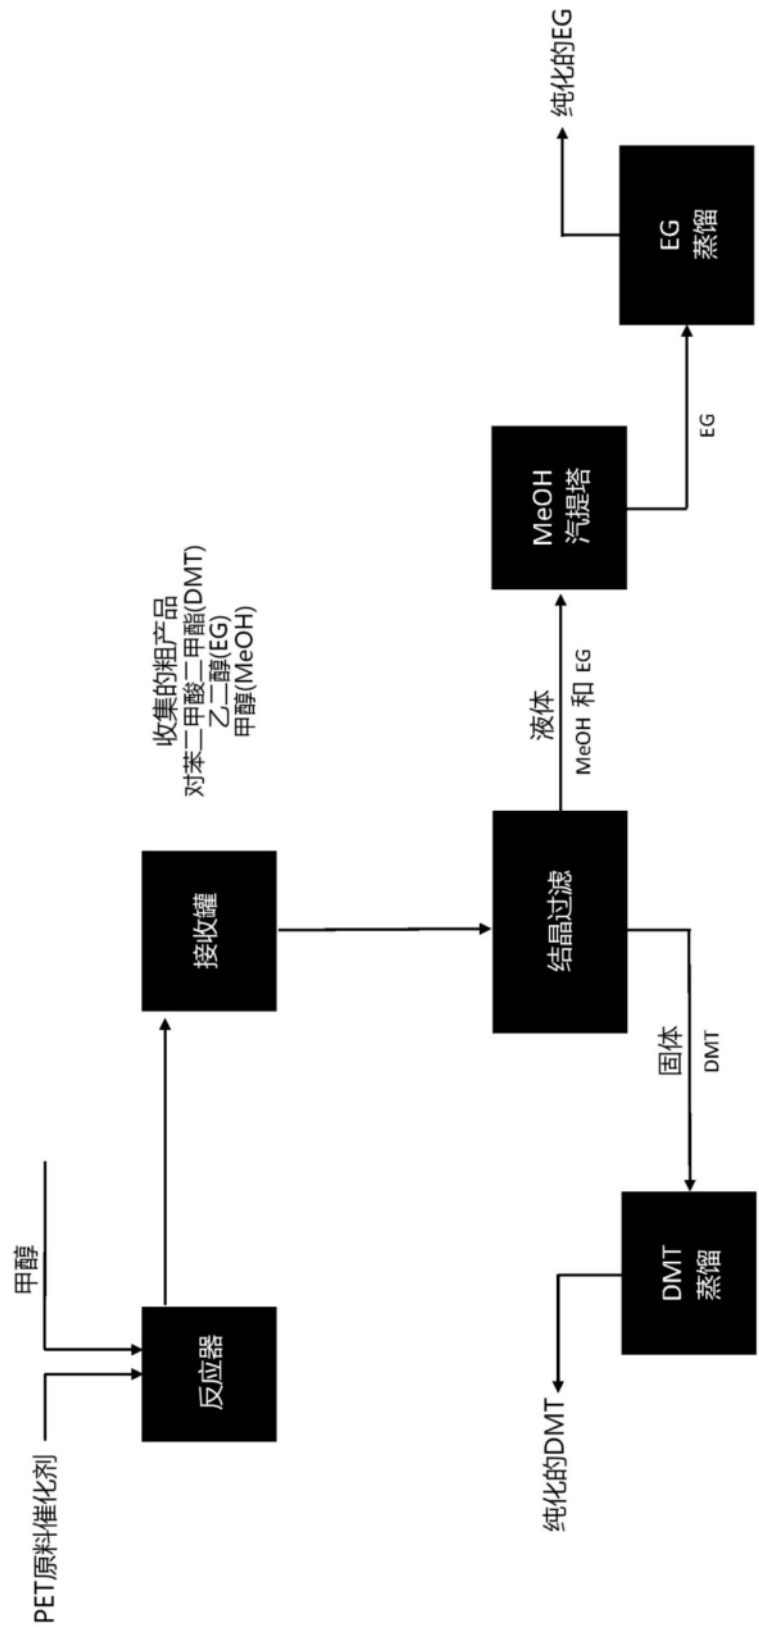 甲醇
PET原料催化剂
反应器
接收罐
收集的粗产品
对苯二甲酸二甲酯(DMT)
乙二醇(EG)
甲醇(MeOH)
结晶过滤
液体
MeOH 和 EG
MeOH
汽提塔
EG
EG
蒸馏
纯化的EG
固体
DMT
DMT
蒸馏
纯化的DMT